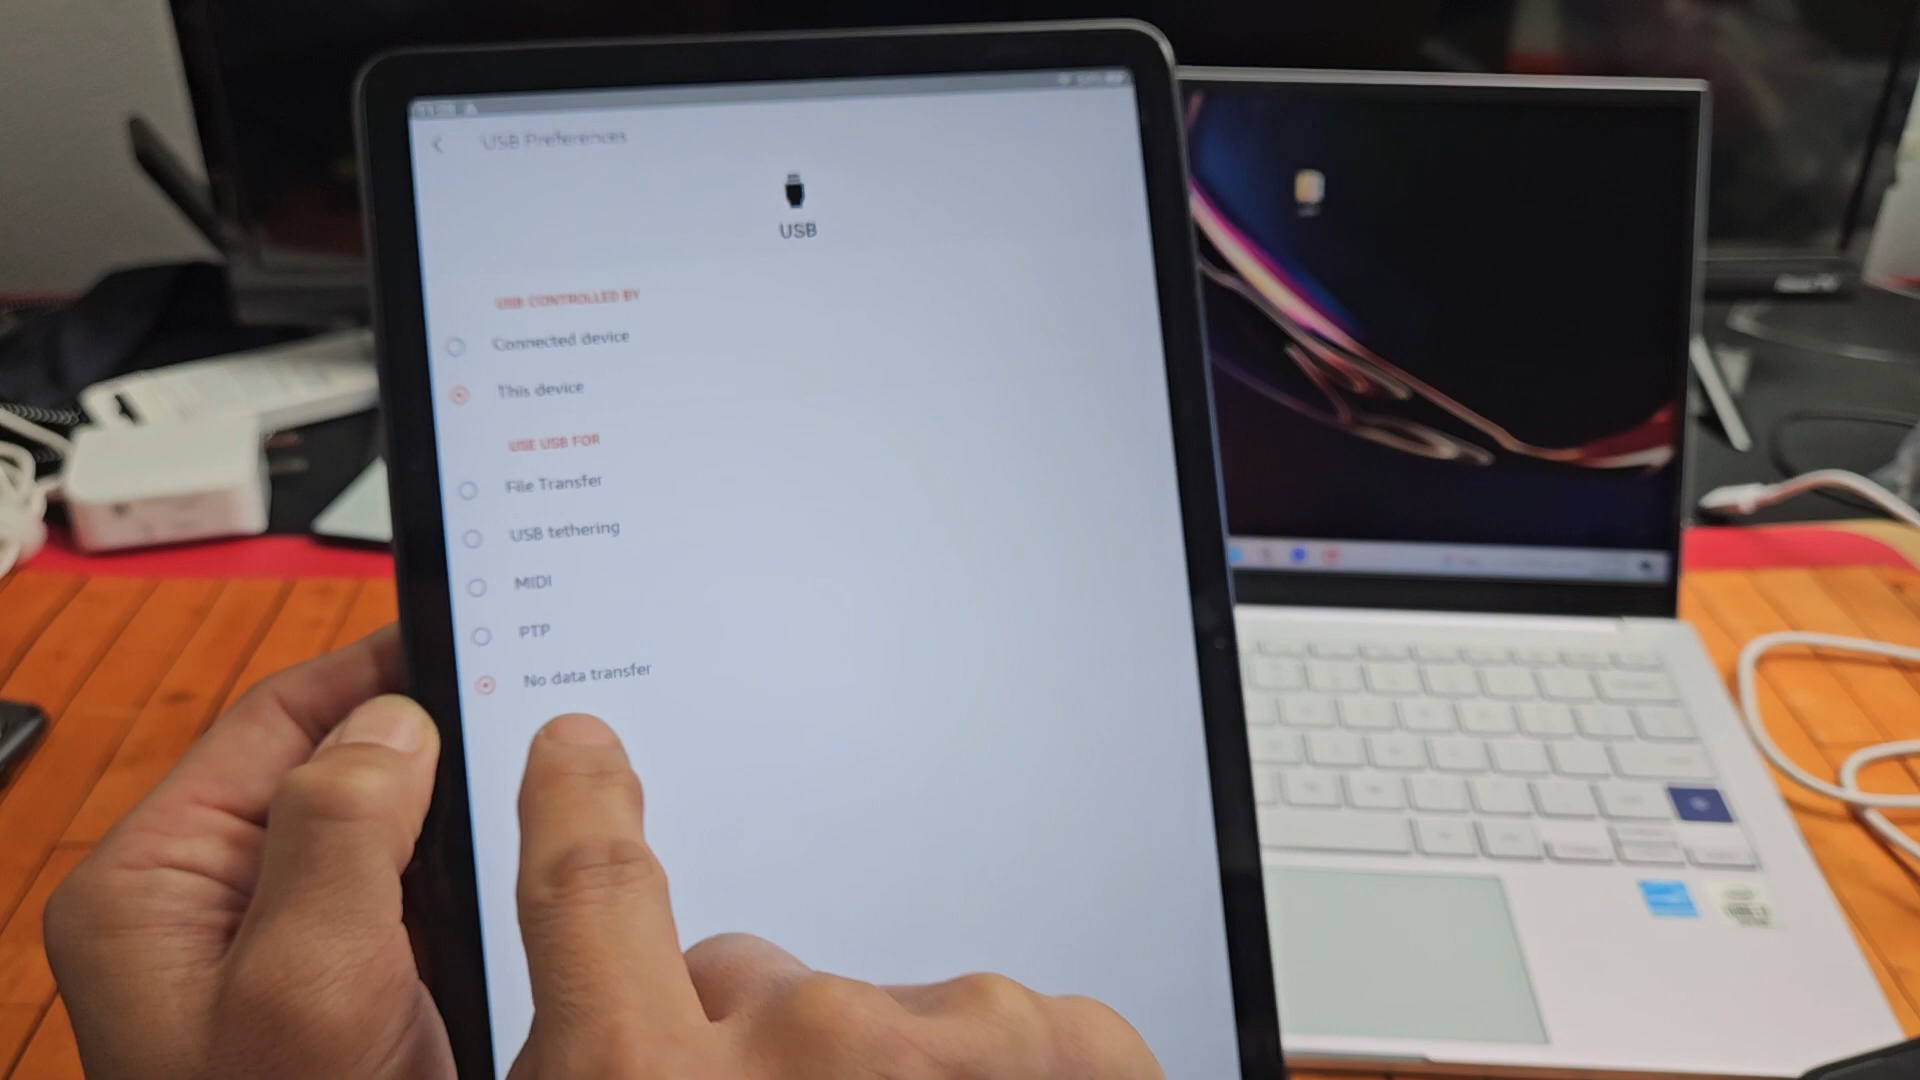 USB Preferences
USB
USB CONTROLLED BY
Connected device
This device
USE USB FOR
File Transfer
USB tethering
MIDI
PTP
No data transfer